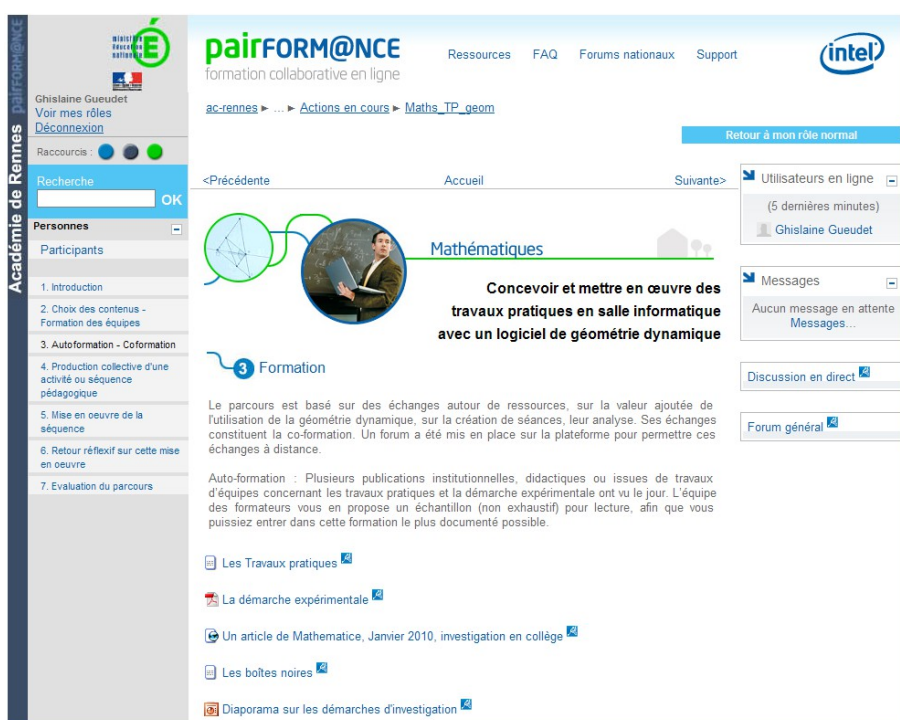 Académie de Rennes pairform@nce
ministère
éducation
nationale
É
Ghislaine Gueudet
Voir mes rôles
Déconnexion
Raccourcis :
Recherche
OK
Personnes
Participants
1. Introduction
2. Choix des contenus -
Formation des équipes
3. Autoformation - Coformation
4. Production collective d'une
activité ou séquence
pédagogique
5. Mise en oeuvre de la
séquence
6. Retour réflexif sur cette mise
en oeuvre
7. Evaluation du parcours
pairFORM@NCE
formation collaborative en ligne
Ressources FAQ Forums nationaux Support
intel
ac-rennes ► ... ► Actions en cours ► Maths_TP_geom
Retour à mon rôle normal
<Précédente Accueil Suivante>
Mathématiques
Concevoir et mettre en œuvre des
travaux pratiques en salle informatique
avec un logiciel de géométrie dynamique
3 Formation
Le parcours est basé sur des échanges autour de ressources, sur la valeur ajoutée de
l'utilisation de la géométrie dynamique, sur la création de séances, leur analyse. Ses échanges
constituent la co-formation. Un forum a été mis en place sur la plateforme pour permettre ces
échanges à distance.
Auto-formation : Plusieurs publications institutionnelles, didactiques ou issues de travaux
d'équipes concernant les travaux pratiques et la démarche expérimentale ont vu le jour. L'équipe
des formateurs vous en propose un échantillon (non exhaustif) pour lecture, afin que vous
puissiez entrer dans cette formation le plus documenté possible.
Les Travaux pratiques
La démarche expérimentale
Un article de Mathematice, Janvier 2010, investigation en collège
Les boîtes noires
Diaporama sur les démarches d'investigation
Utilisateurs en ligne
(5 dernières minutes)
Ghislaine Gueudet
Messages
Aucun message en attente
Messages...
Discussion en direct
Forum général